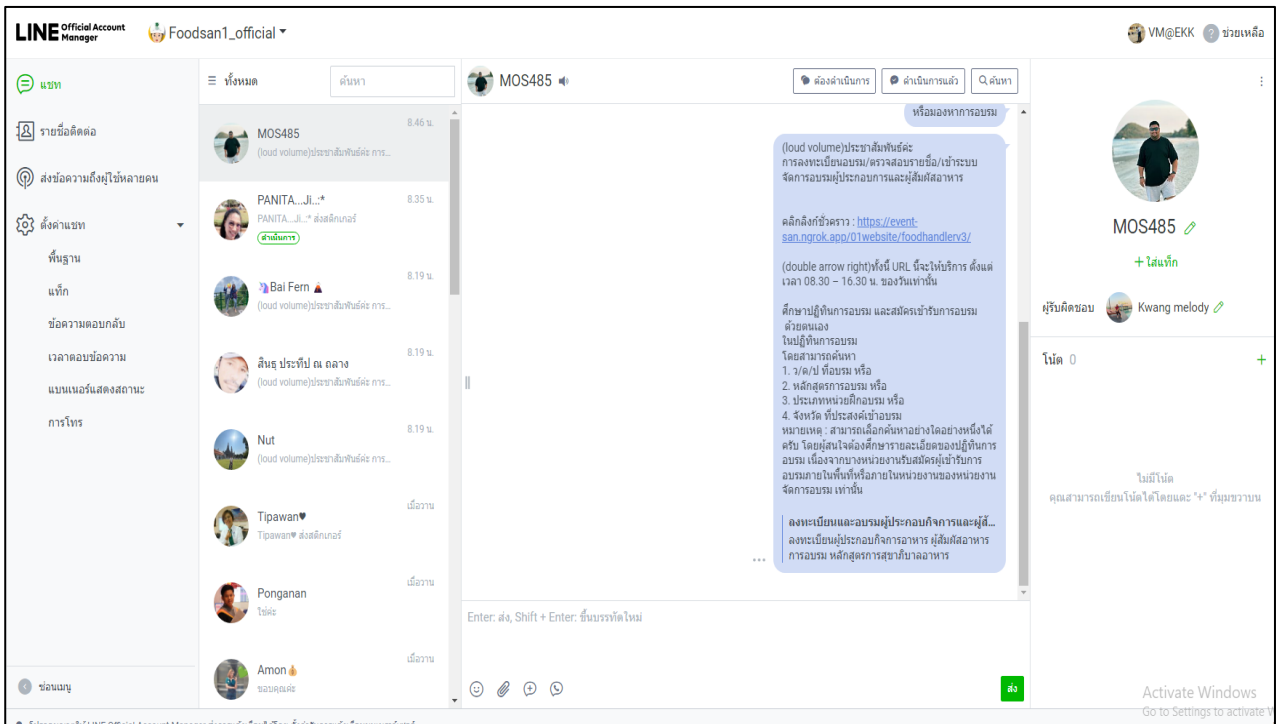 LINE Official Account Manager
Foodsan1_official
VM@EKK
? ช่วยเหลือ
แชท
รายชื่อติดต่อ
ส่งข้อความถึงผู้ใช้หลายคน
ตั้งค่าแชท
พื้นฐาน
แท็ก
ข้อความตอบกลับ
เวลาตอบข้อความ
แบนเนอร์แสดงสถานะ
การโทร
ซ่อนเมนู
ทั้งหมด
ค้นหา
MOS485
8.46 น.
(loud volume)ประชาสัมพันธ์ค่ะ การ...
PANITA...Ji..:*
8.35 น.
PANITA...Ji..:* ส่งสติกเกอร์
ดำเนินการ
Bai Fern
8.19 น.
(loud volume)ประชาสัมพันธ์ค่ะ การ...
สินธุ ประทีป ณ ถลาง
8.19 น.
(loud volume)ประชาสัมพันธ์ค่ะ การ...
Nut
8.19 น.
(loud volume)ประชาสัมพันธ์ค่ะ การ...
Tipawan♥
เมื่อวาน
Tipawan♥ ส่งสติกเกอร์
Ponganan
เมื่อวาน
ใช่ค่ะ
Amon
เมื่อวาน
ขอบคุณค่ะ
MOS485
ต้องดำเนินการ
ดำเนินการแล้ว
ค้นหา
หรือมองหาการอบรม
(loud volume)ประชาสัมพันธ์ค่ะ
การลงทะเบียนอบรม/ตรวจสอบรายชื่อ/เข้าระบบ
จัดการอบรมผู้ประกอบการและผู้สัมผัสอาหาร
คลิกลิงก์ชั่วคราว : https://event-
san.ngrok.app/01website/foodhandlerv3/
(double arrow right)ทั้งนี้ URL นี้จะให้บริการ ตั้งแต่
เวลา 08.30 – 16.30 น. ของวันเท่านั้น
ศึกษาปฏิทินการอบรม และสมัครเข้ารับการอบรม
ด้วยตนเอง
ในปฏิทินการอบรม
โดยสามารถค้นหา
1. ว/ด/ป ที่อบรม หรือ
2. หลักสูตรการอบรม หรือ
3. ประเภทหน่วยฝึกอบรม หรือ
4. จังหวัด ที่ประสงค์เข้าอบรม
หมายเหตุ : สามารถเลือกค้นหาอย่างใดอย่างหนึ่งได้
ครับ โดยผู้สนใจต้องศึกษารายละเอียดของปฏิทินการ
อบรม เนื่องจากบางหน่วยงานรับสมัครผู้เข้ารับการ
อบรมภายในพื้นที่หรือภายในหน่วยงานของหน่วยงาน
จัดการอบรม เท่านั้น
ลงทะเบียนและอบรมผู้ประกอบกิจการและผู้สั...
ลงทะเบียนผู้ประกอบกิจการอาหาร ผู้สัมผัสอาหาร
การอบรม หลักสูตรการสุขาภิบาลอาหาร
Enter: ส่ง, Shift + Enter: ขึ้นบรรทัดใหม่
ส่ง
MOS485
+ ใส่แท็ก
ผู้รับผิดชอบ
Kwang melody
โน้ต 0
+
ไม่มีโน้ต
คุณสามารถเขียนโน้ตได้โดยแตะ "+" ที่มุมขวาบน
Activate Windows
Go to Settings to activate